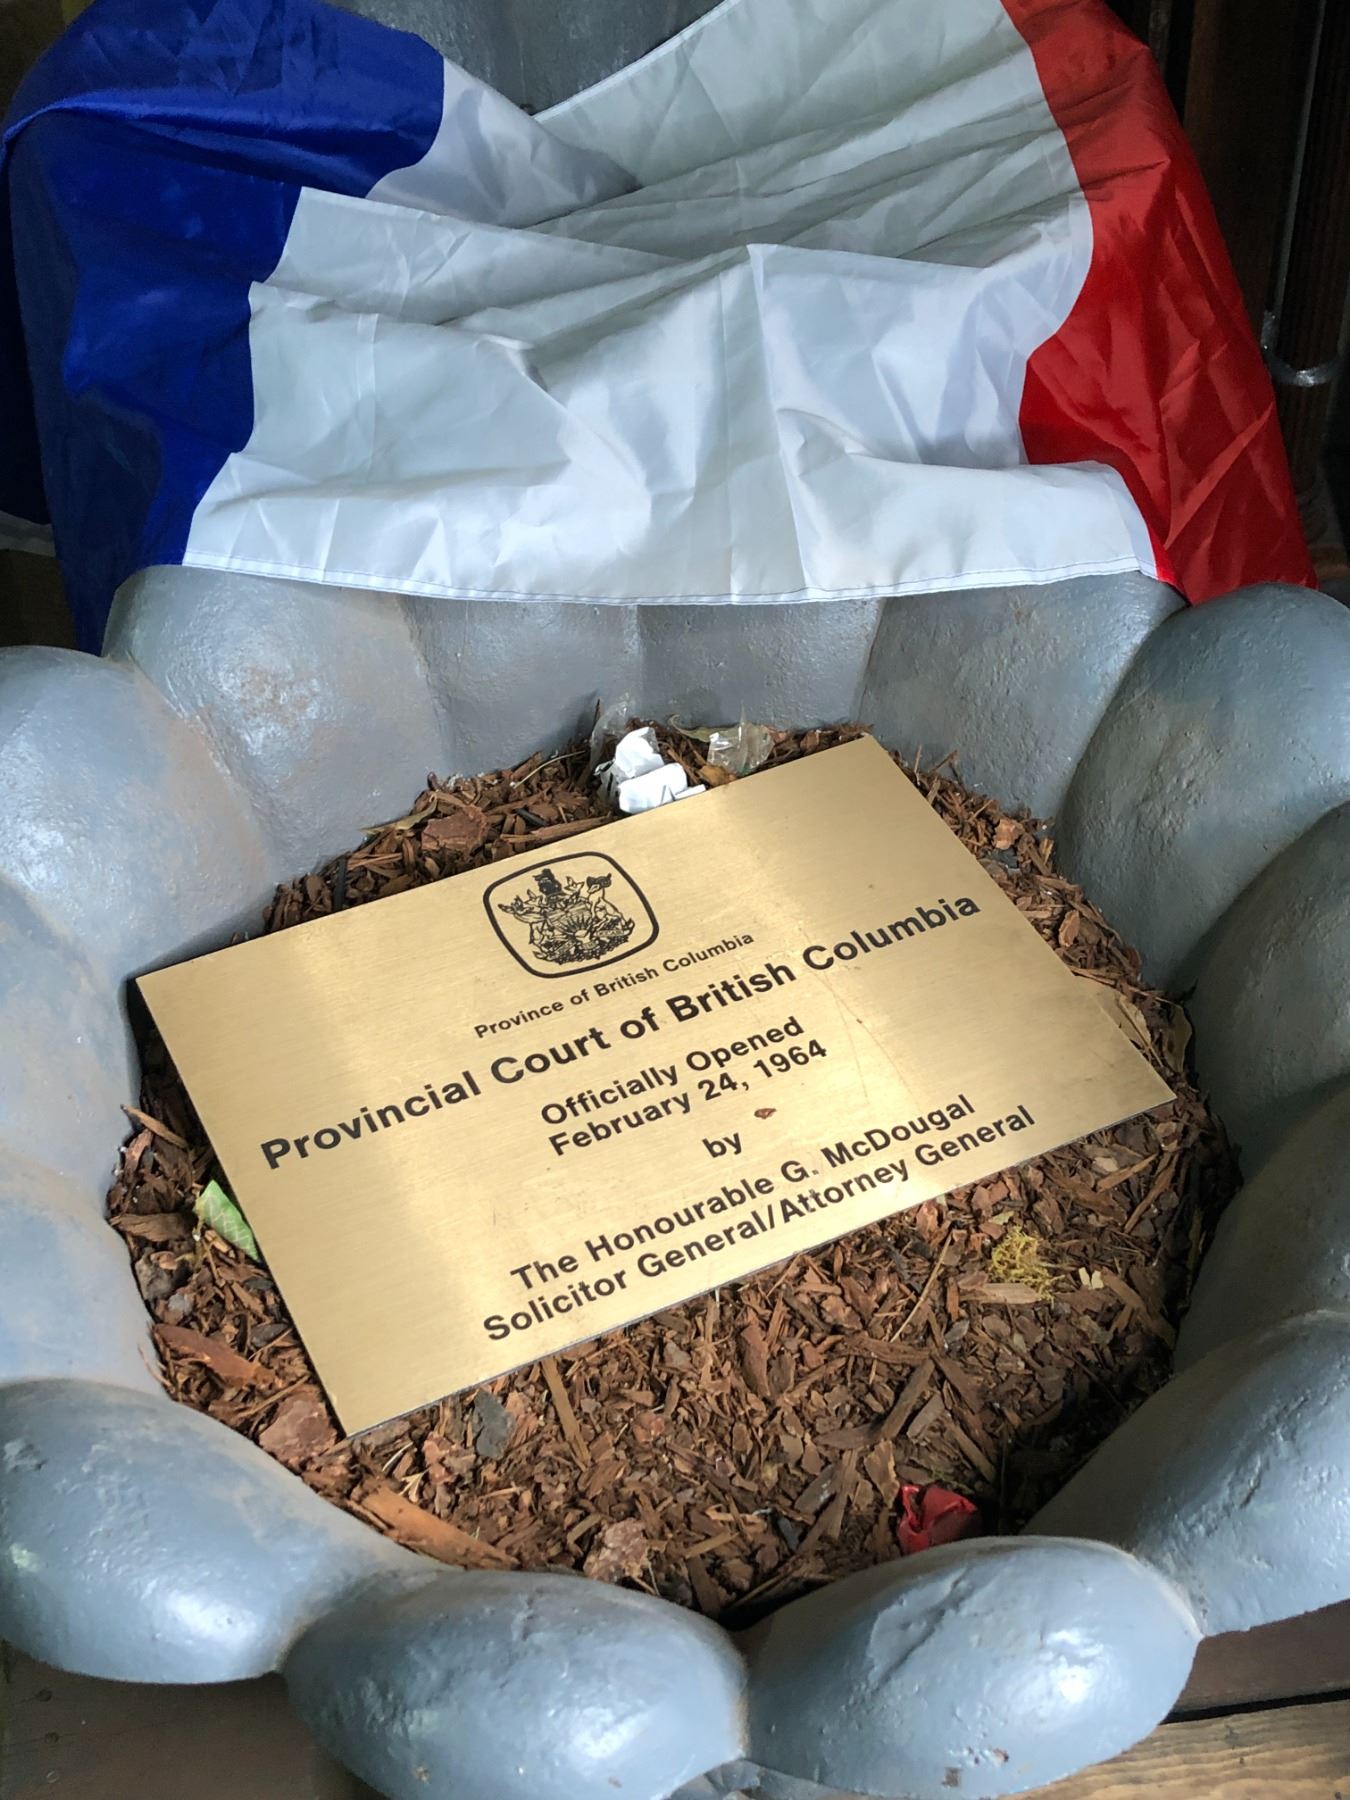 Province of British Columbia
Provincial Court of British Columbia
Officially Opened
February 24, 1964
by
The Honourable G. McDougal
Solicitor General/Attorney General